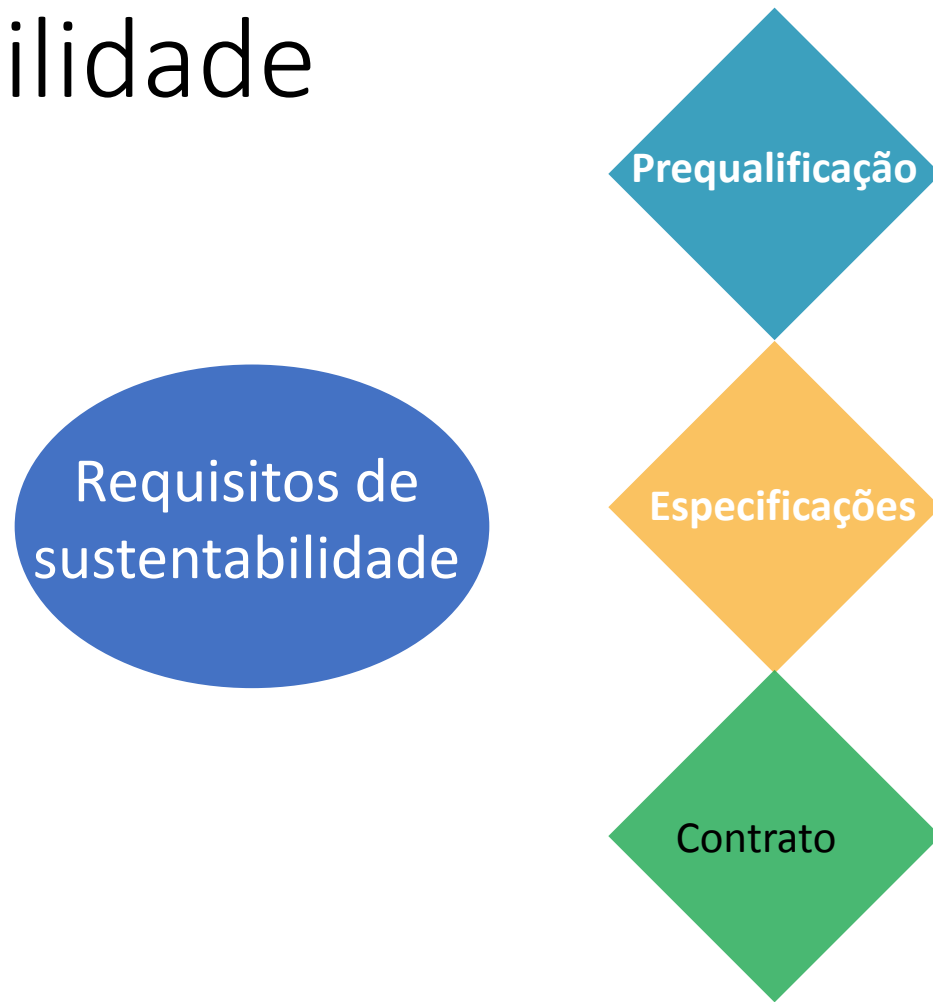 ilidade
Prequalificação
Requisitos de
sustentabilidade
Especificações
Contrato